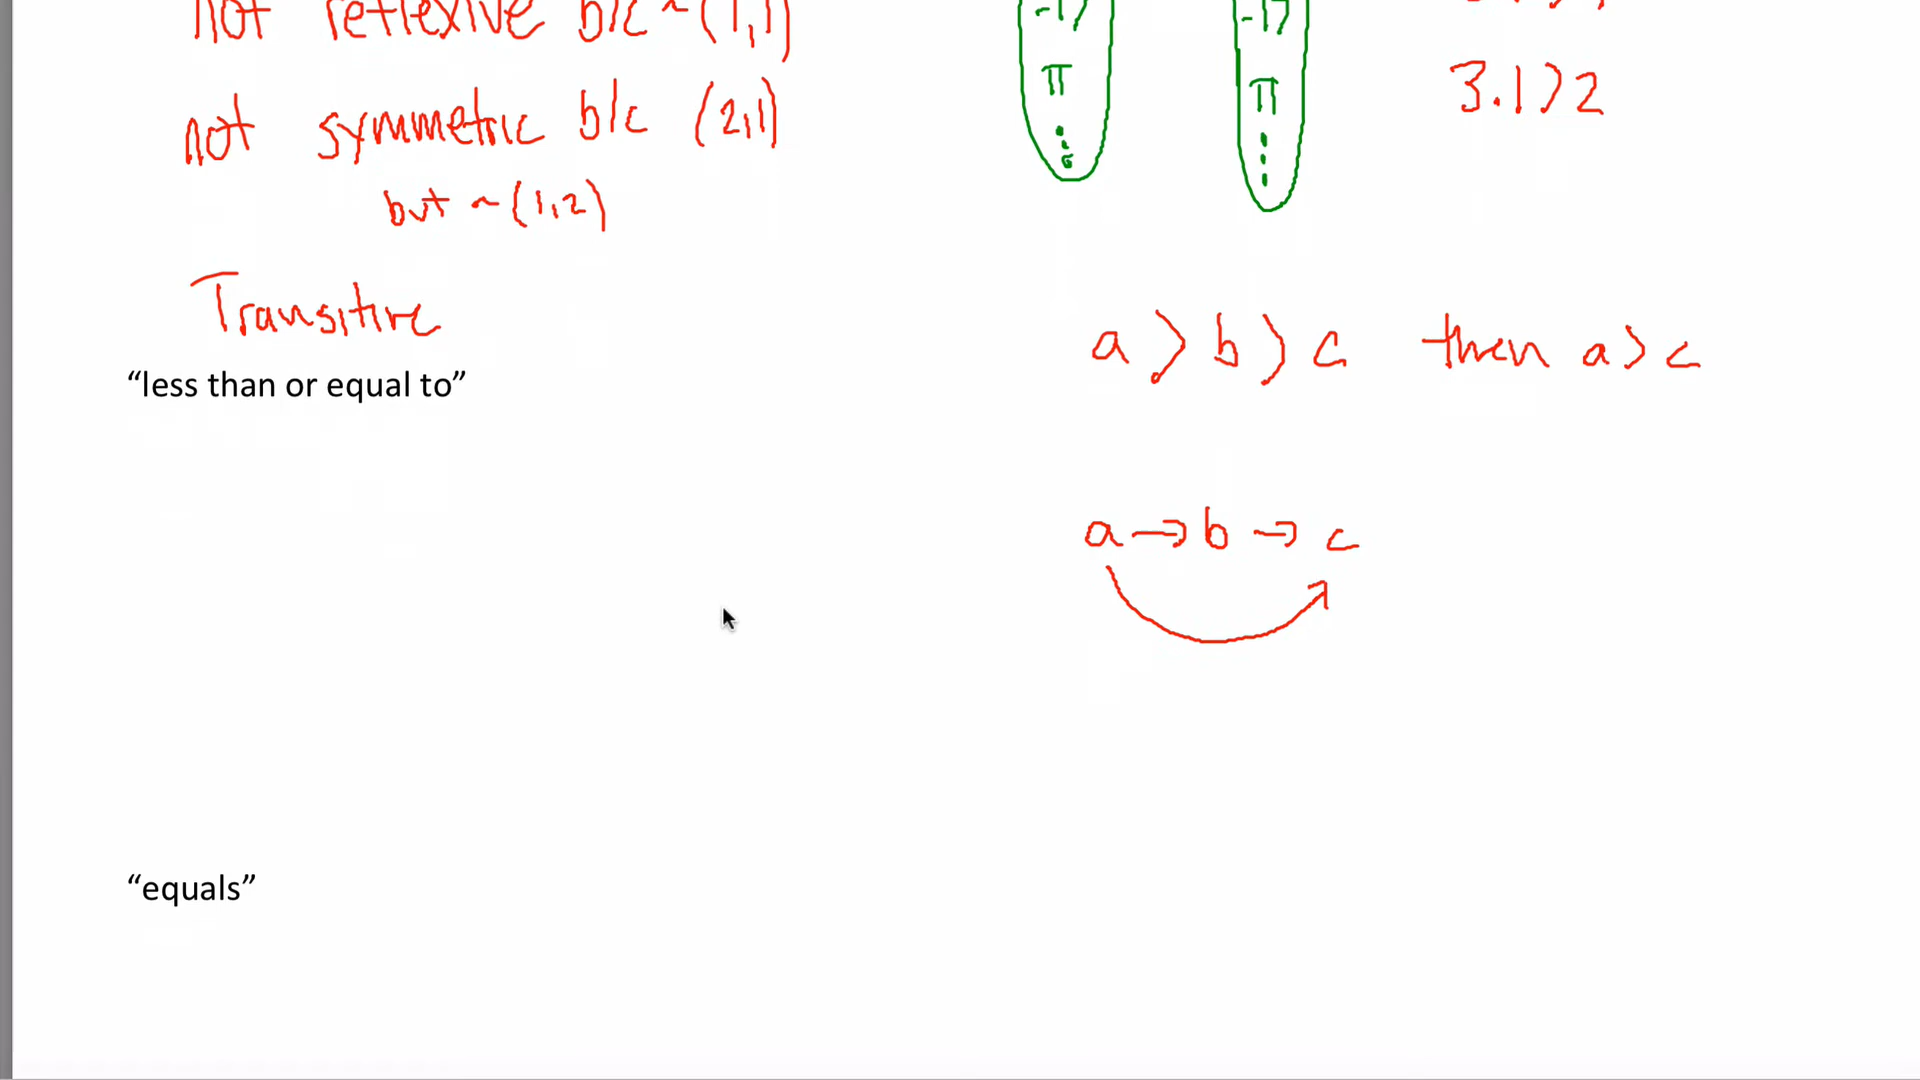 not reflexive b/c ~(1,1)
not symmetric b/c (2,1)
but ~(1,2)
Transitive
"less than or equal to"
"equals"
-17
π
-17
π
3.1>2
a > b > c then a > c
a → b → c